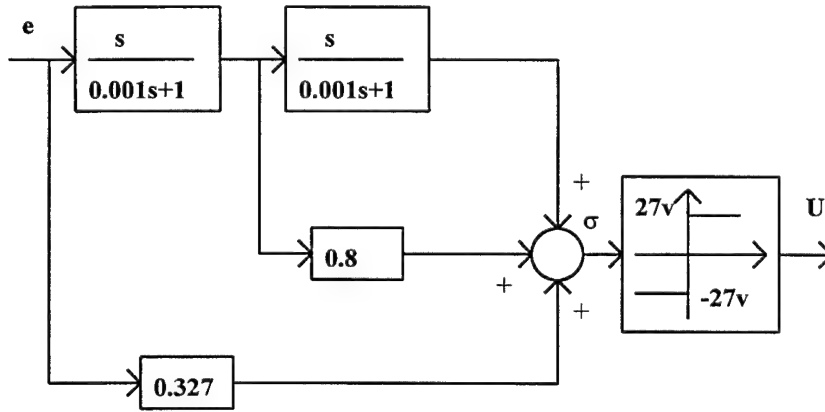 e
s
0.001s+1
s
0.001s+1
+
27v
U
σ
0.8
+
-27v
+
0.327